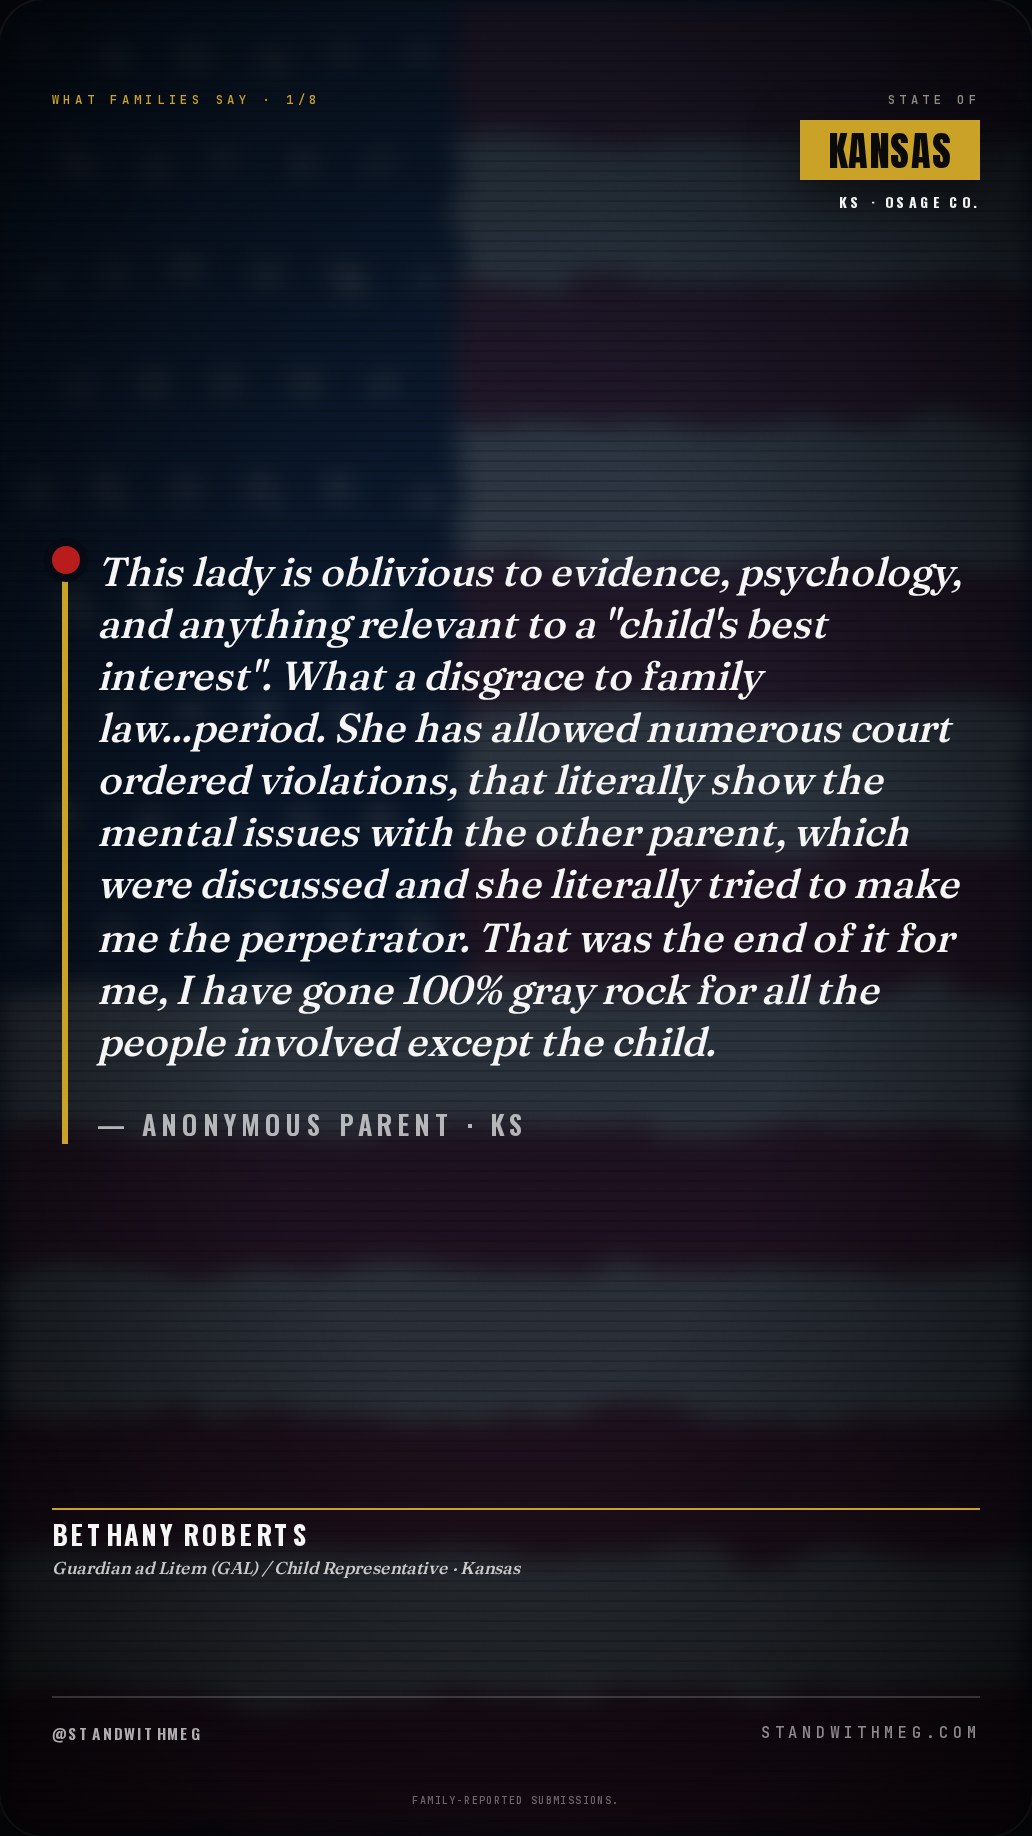 WHAT FAMILIES SAY · 1/8
STATE OF
KANSAS
KS · OSAGE CO.
This lady is oblivious to evidence, psychology,
and anything relevant to a "child's best
interest". What a disgrace to family
law...period. She has allowed numerous court
ordered violations, that literally show the
mental issues with the other parent, which
were discussed and she literally tried to make
me the perpetrator. That was the end of it for
me, I have gone 100% gray rock for all the
people involved except the child.
— ANONYMOUS PARENT · KS
BETHANY ROBERTS
Guardian ad Litem (GAL) / Child Representative · Kansas
@STANDWITHMEG
STANDWITHMEG.COM
FAMILY-REPORTED SUBMISSIONS.